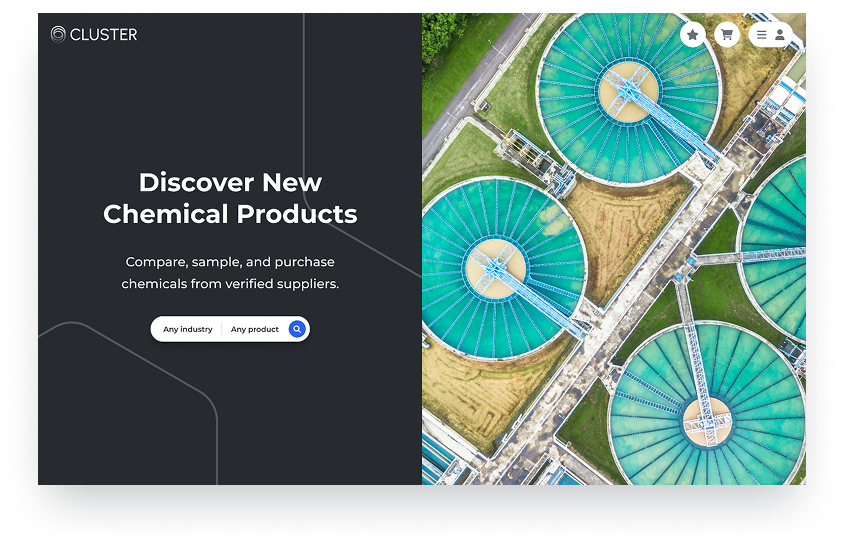 CLUSTER
Discover New
Chemical Products
Compare, sample, and purchase
chemicals from verified suppliers.
Any industry
Any product